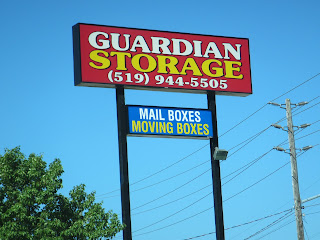 GUARDIAN
STORAGE
(519) 944-5505
MAIL BOXES
MOVING BOXES